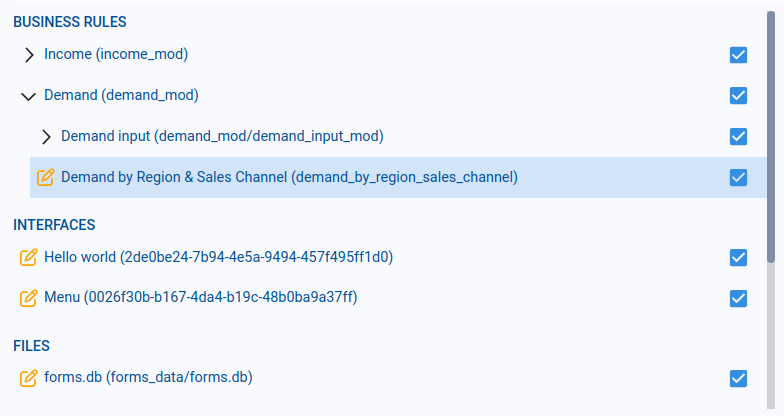 BUSINESS RULES
Income (income_mod)
Demand (demand_mod)
Demand input (demand_mod/demand_input_mod)
Demand by Region & Sales Channel (demand_by_region_sales_channel)
INTERFACES
Hello world (2de0be24-7b94-4e5a-9494-457f495ff1d0)
Menu (0026f30b-b167-4da4-b19c-48b0ba9a37ff)
FILES
forms.db (forms_data/forms.db)